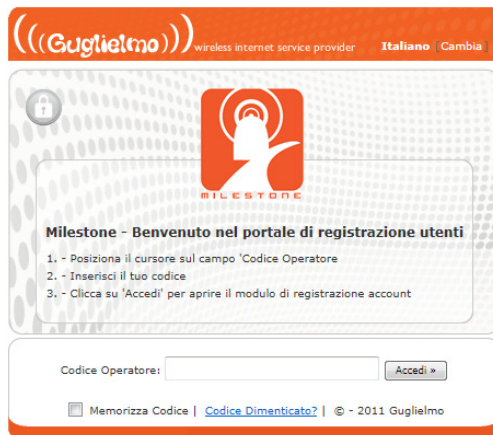 (((Guglielmo))) wireless internet service provider Italiano [Cambia]
MILESTONE
Milestone - Benvenuto nel portale di registrazione utenti
1. - Posiziona il cursore sul campo 'Codice Operatore
2. - Inserisci il tuo codice
3. - Clicca su 'Accedi' per aprire il modulo di registrazione account
Codice Operatore: Accedi »
Memorizza Codice | Codice Dimenticato? | © - 2011 Guglielmo